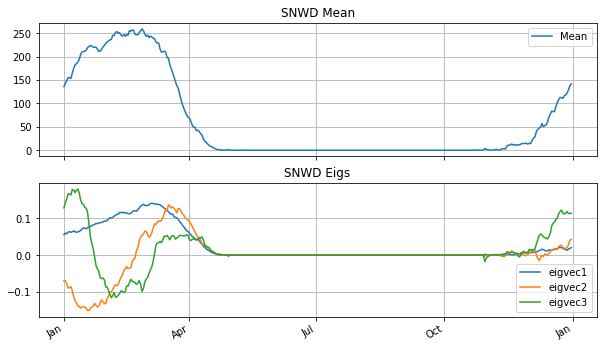 SNWD Mean
250
200
150
100
50
0
Mean
SNWD Eigs
0.1
0.0
−0.1
eigvec1
eigvec2
eigvec3
Jan
Apr
Jul
Oct
Jan